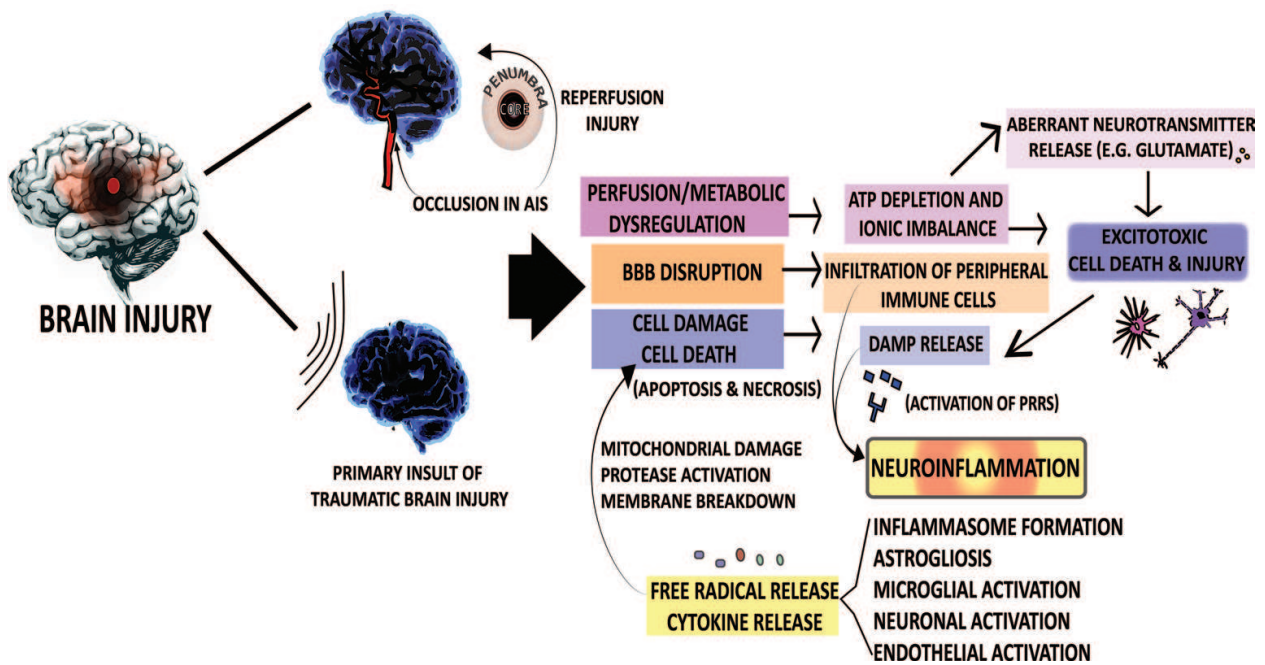 BRAIN INJURY
PENUMBRA
CORE
REPERFUSION
INJURY
OCCLUSION IN AIS
PRIMARY INSULT OF
TRAUMATIC BRAIN INJURY
PERFUSION/METABOLIC
DYSREGULATION
BBB DISRUPTION
CELL DAMAGE
CELL DEATH
(APOPTOSIS & NECROSIS)
ATP DEPLETION AND
IONIC IMBALANCE
ABERRANT NEUROTRANSMITTER
RELEASE (E.G. GLUTAMATE)
EXCITOTOXIC
CELL DEATH & INJURY
INFILTRATION OF PERIPHERAL
IMMUNE CELLS
DAMP RELEASE
(ACTIVATION OF PRRS)
NEUROINFLAMMATION
MITOCHONDRIAL DAMAGE
PROTEASE ACTIVATION
MEMBRANE BREAKDOWN
FREE RADICAL RELEASE
CYTOKINE RELEASE
INFLAMMASOME FORMATION
ASTROGLIOSIS
MICROGLIAL ACTIVATION
NEURONAL ACTIVATION
ENDOTHELIAL ACTIVATION